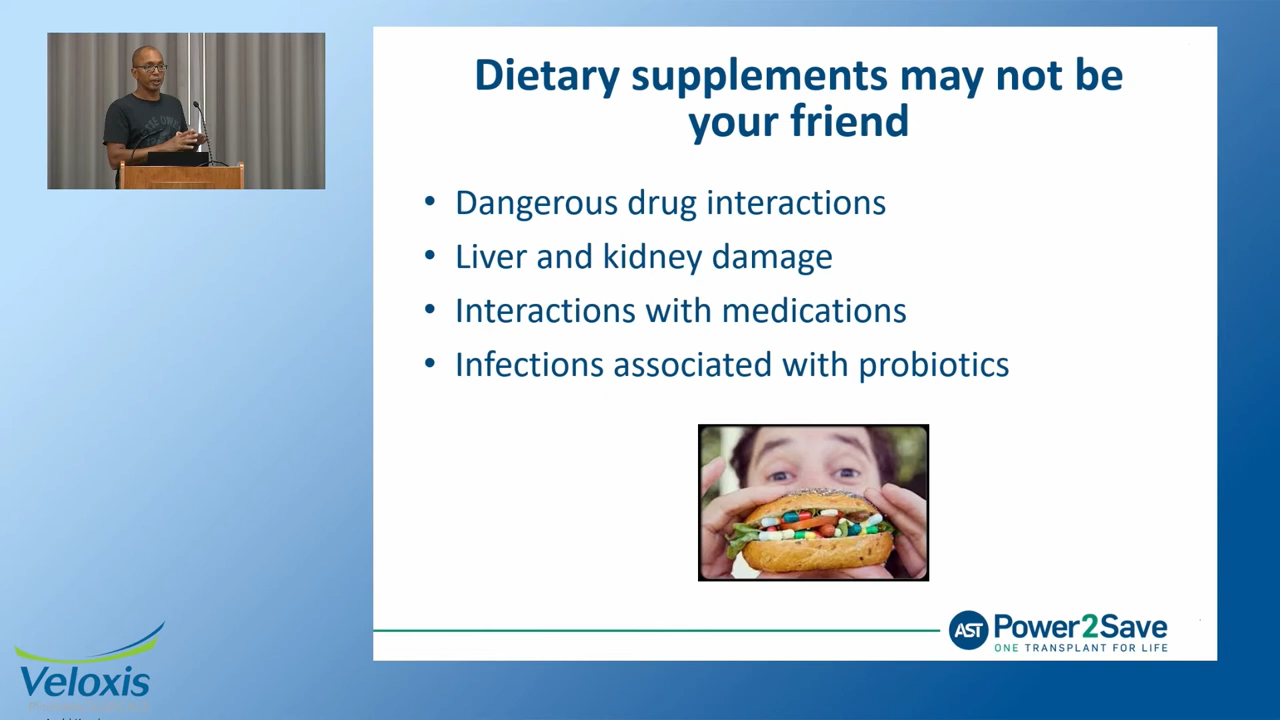 Dietary supplements may not be
your friend
• Dangerous drug interactions
• Liver and kidney damage
• Interactions with medications
• Infections associated with probiotics
AST Power2Save
ONE TRANSPLANT FOR LIFE
Veloxis